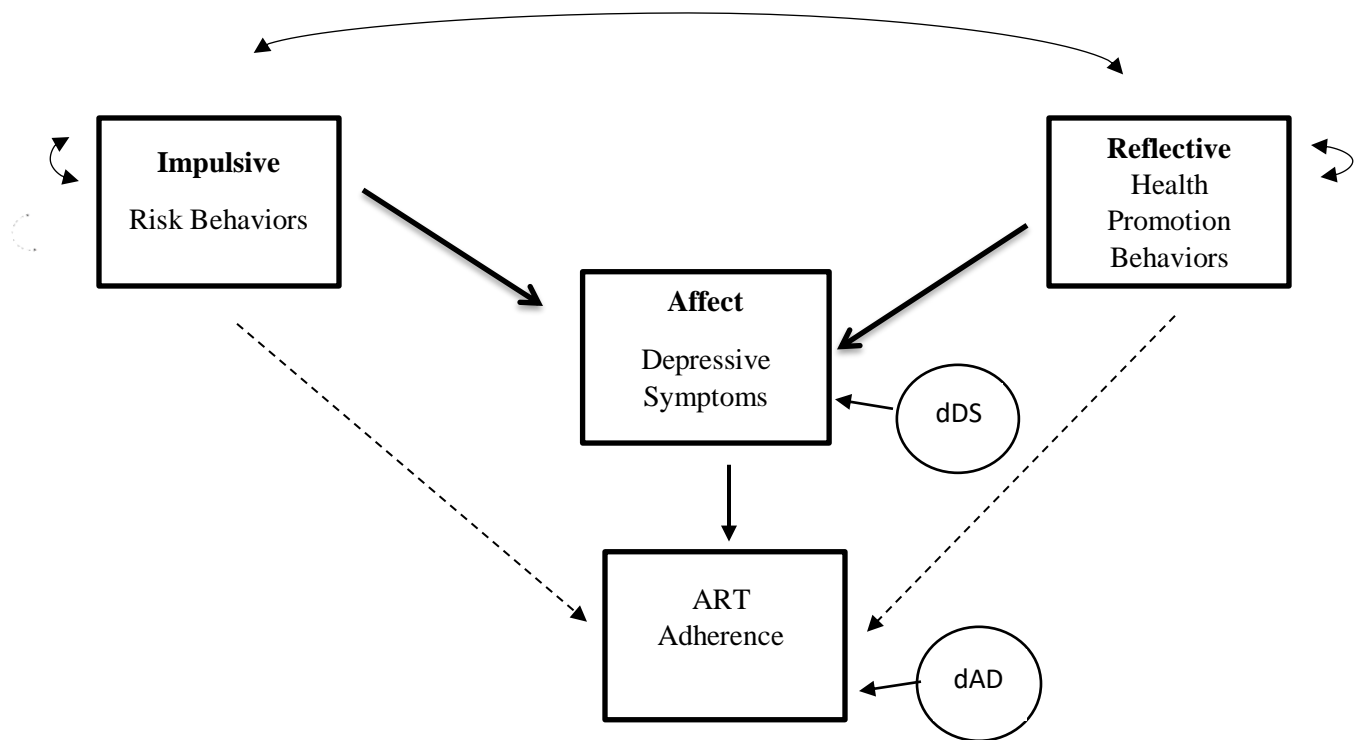 Impulsive
Risk Behaviors
Reflective
Health
Promotion
Behaviors
Affect
Depressive
Symptoms
dDS
ART
Adherence
dAD